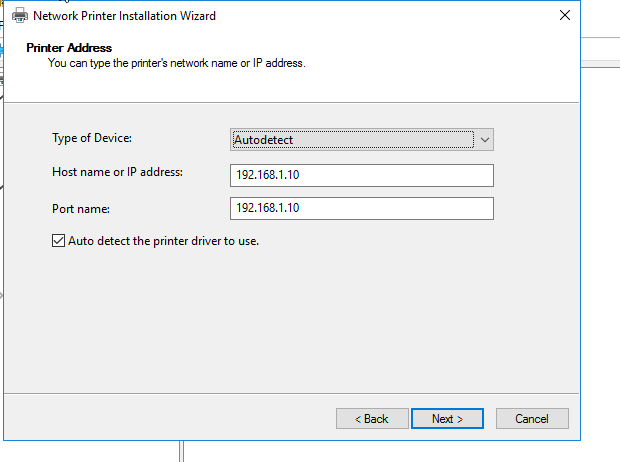 Network Printer Installation Wizard
Printer Address
You can type the printer's network name or IP address.
Type of Device:
Autodetect
Host name or IP address:
192.168.1.10
Port name:
192.168.1.10
Auto detect the printer driver to use.
< Back
Next >
Cancel